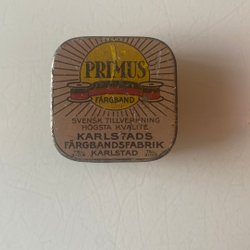 PRIMUS
FÄRGBAND
SVENSK TILLVERKNING
HÖGSTA KVALITÉ
KARLSTADS
FÄRGBANDSFABRIK
KARLSTAD